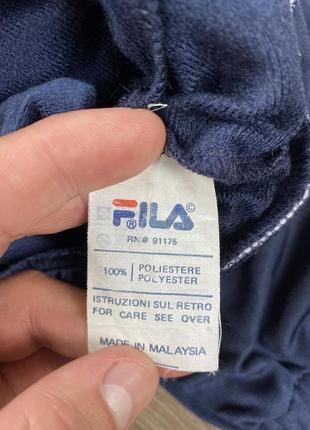 FILA ©
®
RN# 91175
100% POLIESTERE
POLYESTER
ISTRUZIONI SUL RETRO
FOR CARE SEE OVER
MADE IN MALAYSIA